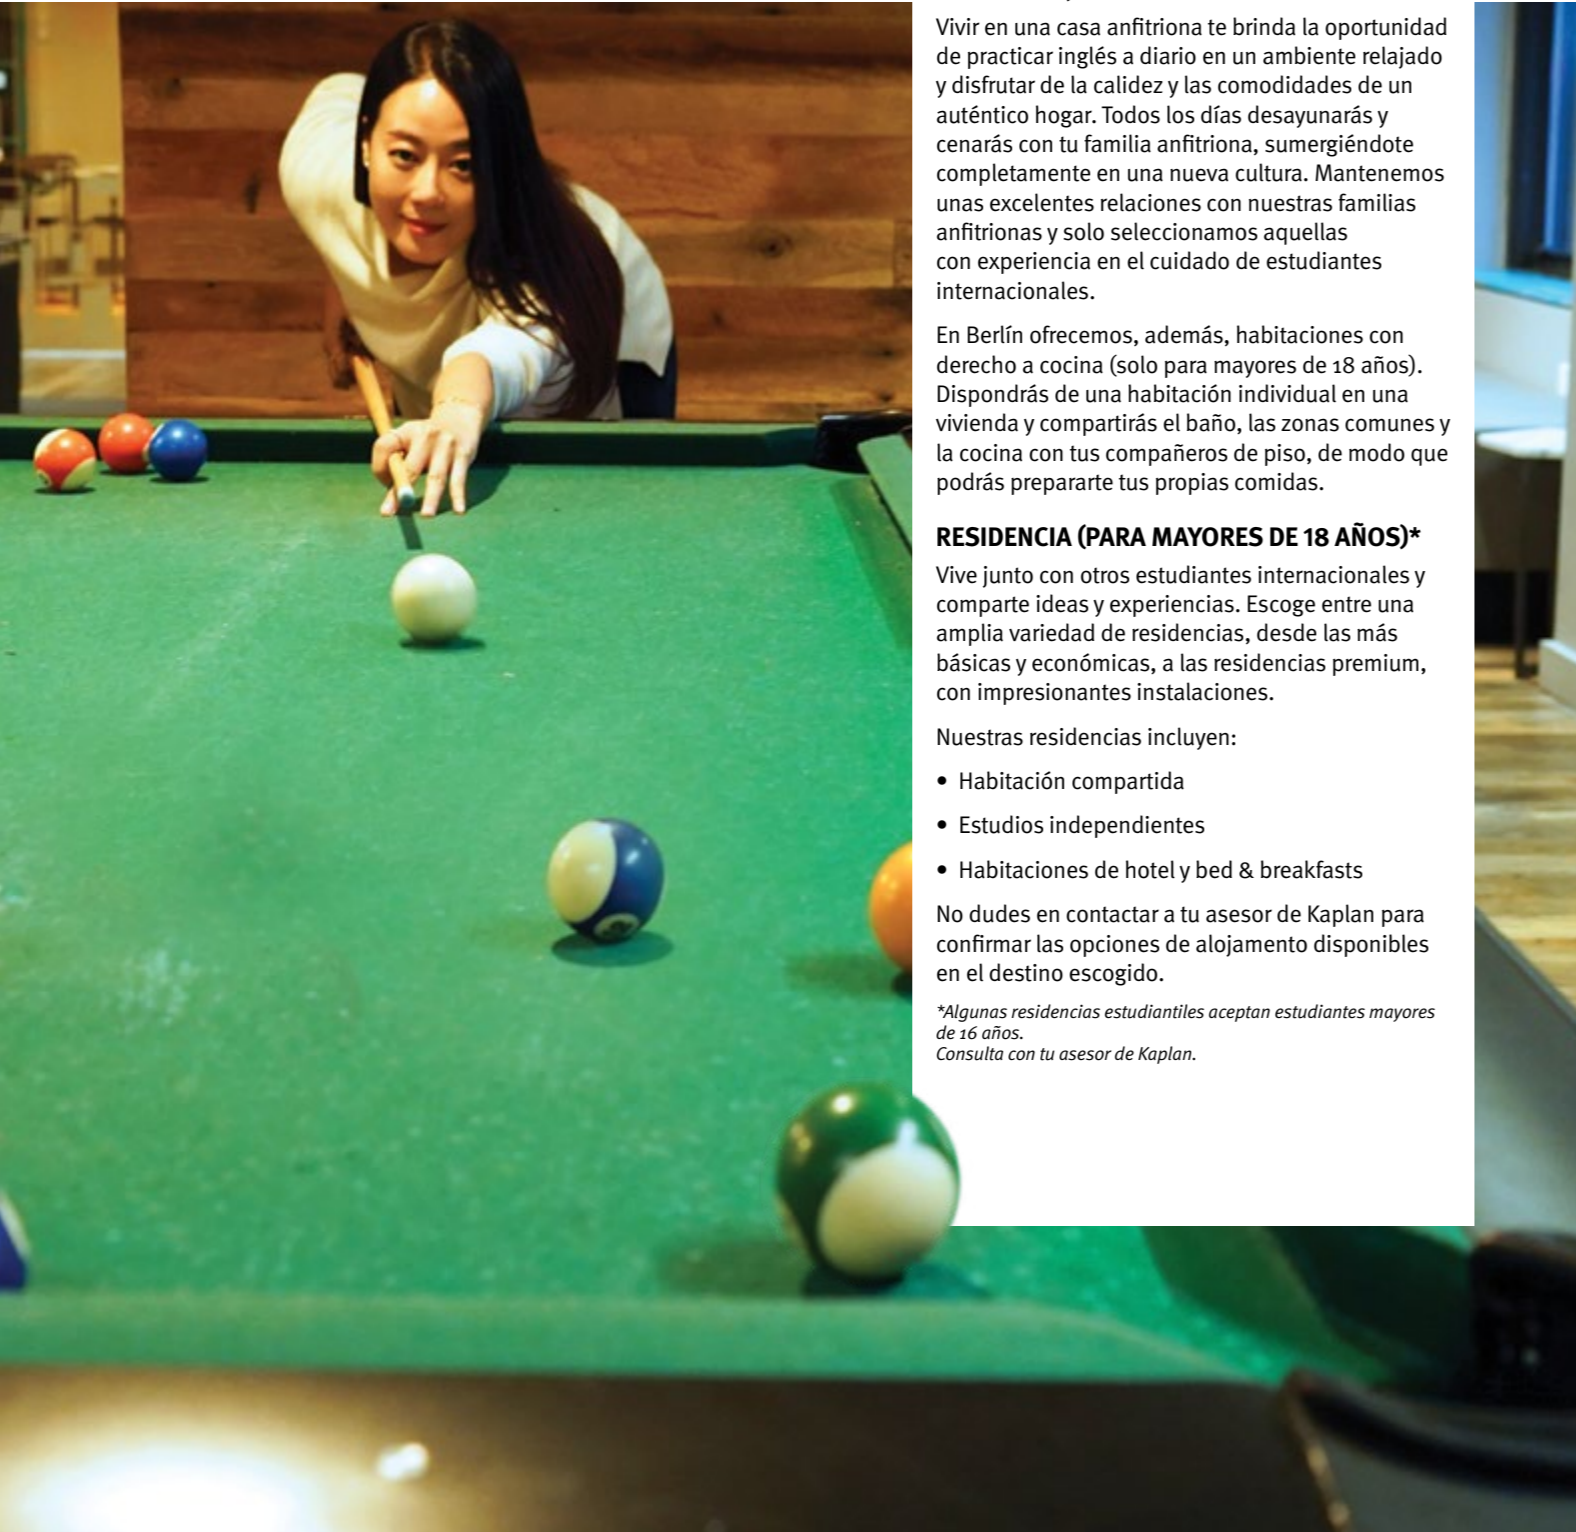 Vivir en una casa anfitriona te brinda la oportunidad
de practicar inglés a diario en un ambiente relajado
y disfrutar de la calidez y las comodidades de un
auténtico hogar. Todos los días desayunarás y
cenarás con tu familia anfitriona, sumergiéndote
completamente en una nueva cultura. Mantenemos
unas excelentes relaciones con nuestras familias
anfitrionas y solo seleccionamos aquellas
con experiencia en el cuidado de estudiantes
internacionales.
En Berlín ofrecemos, además, habitaciones con
derecho a cocina (solo para mayores de 18 años).
Dispondrás de una habitación individual en una
vivienda y compartirás el baño, las zonas comunes y
la cocina con tus compañeros de piso, de modo que
podrás prepararte tus propias comidas.
RESIDENCIA (PARA MAYORES DE 18 AÑOS)*
Vive junto con otros estudiantes internacionales y
comparte ideas y experiencias. Escoge entre una
amplia variedad de residencias, desde las más
básicas y económicas, a las residencias premium,
con impresionantes instalaciones.
Nuestras residencias incluyen:
• Habitación compartida
• Estudios independientes
• Habitaciones de hotel y bed & breakfasts
No dudes en contactar a tu asesor de Kaplan para
confirmar las opciones de alojamento disponibles
en el destino escogido.
*Algunas residencias estudiantiles aceptan estudiantes mayores
de 16 años.
Consulta con tu asesor de Kaplan.